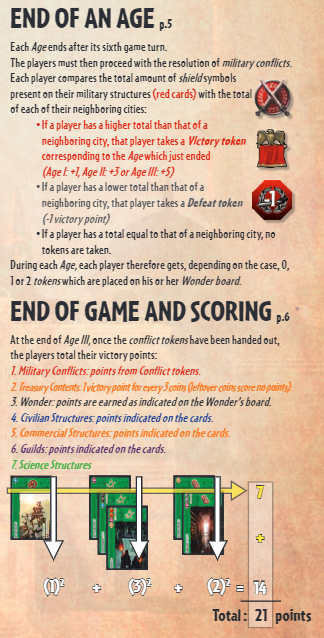 END OF AN AGE p.5
Each Age ends after its sixth game turn.
The players must then proceed with the resolution of military conflicts.
Each player compares the total amount of shield symbols
present on their military structures (red cards) with the total
of each of their neighboring cities:
• If a player has a higher total than that of a
neighboring city, that player takes a Victory token
corresponding to the Age which just ended
(Age I: +1, Age II: +3 or Age III: +5)
• If a player has a lower total than that of a
neighboring city, that player takes a Defeat token
(-1 victory point)
-1
• If a player has a total equal to that of a neighboring city, no
tokens are taken.
During each Age, each player therefore gets, depending on the case, 0,
1 or 2 tokens which are placed on his or her Wonder board.
END OF GAME AND SCORING p.6
At the end of Age III, once the conflict tokens have been handed out,
the players total their victory points:
1. Military Conflicts: points from Conflict tokens.
2. Treasury Contents: 1 victory point for every 3 coins (leftover coins score no points).
3. Wonder: points are earned as indicated on the Wonder's board.
4. Civilian Structures: points indicated on the cards.
5. Commercial Structures: points indicated on the cards.
6. Guilds: points indicated on the cards.
7. Science Structures
7
+
(1)² + (3)² + (2)² = 14
Total: 21 points